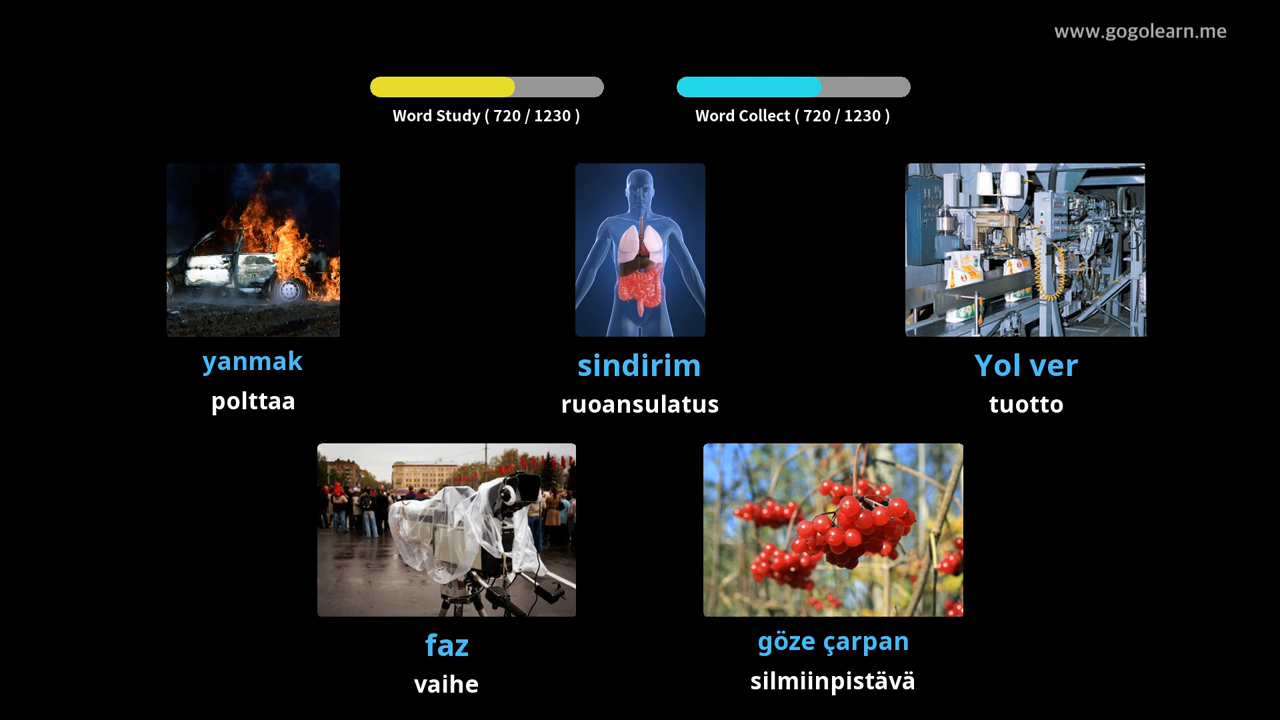 www.gogolearn.me
Word Study ( 720 / 1230 )
Word Collect ( 720 / 1230 )
yanmak
polttaa
sindirim
ruoansulatus
Yol ver
tuotto
faz
vaihe
göze çarpan
silmiinpistävä